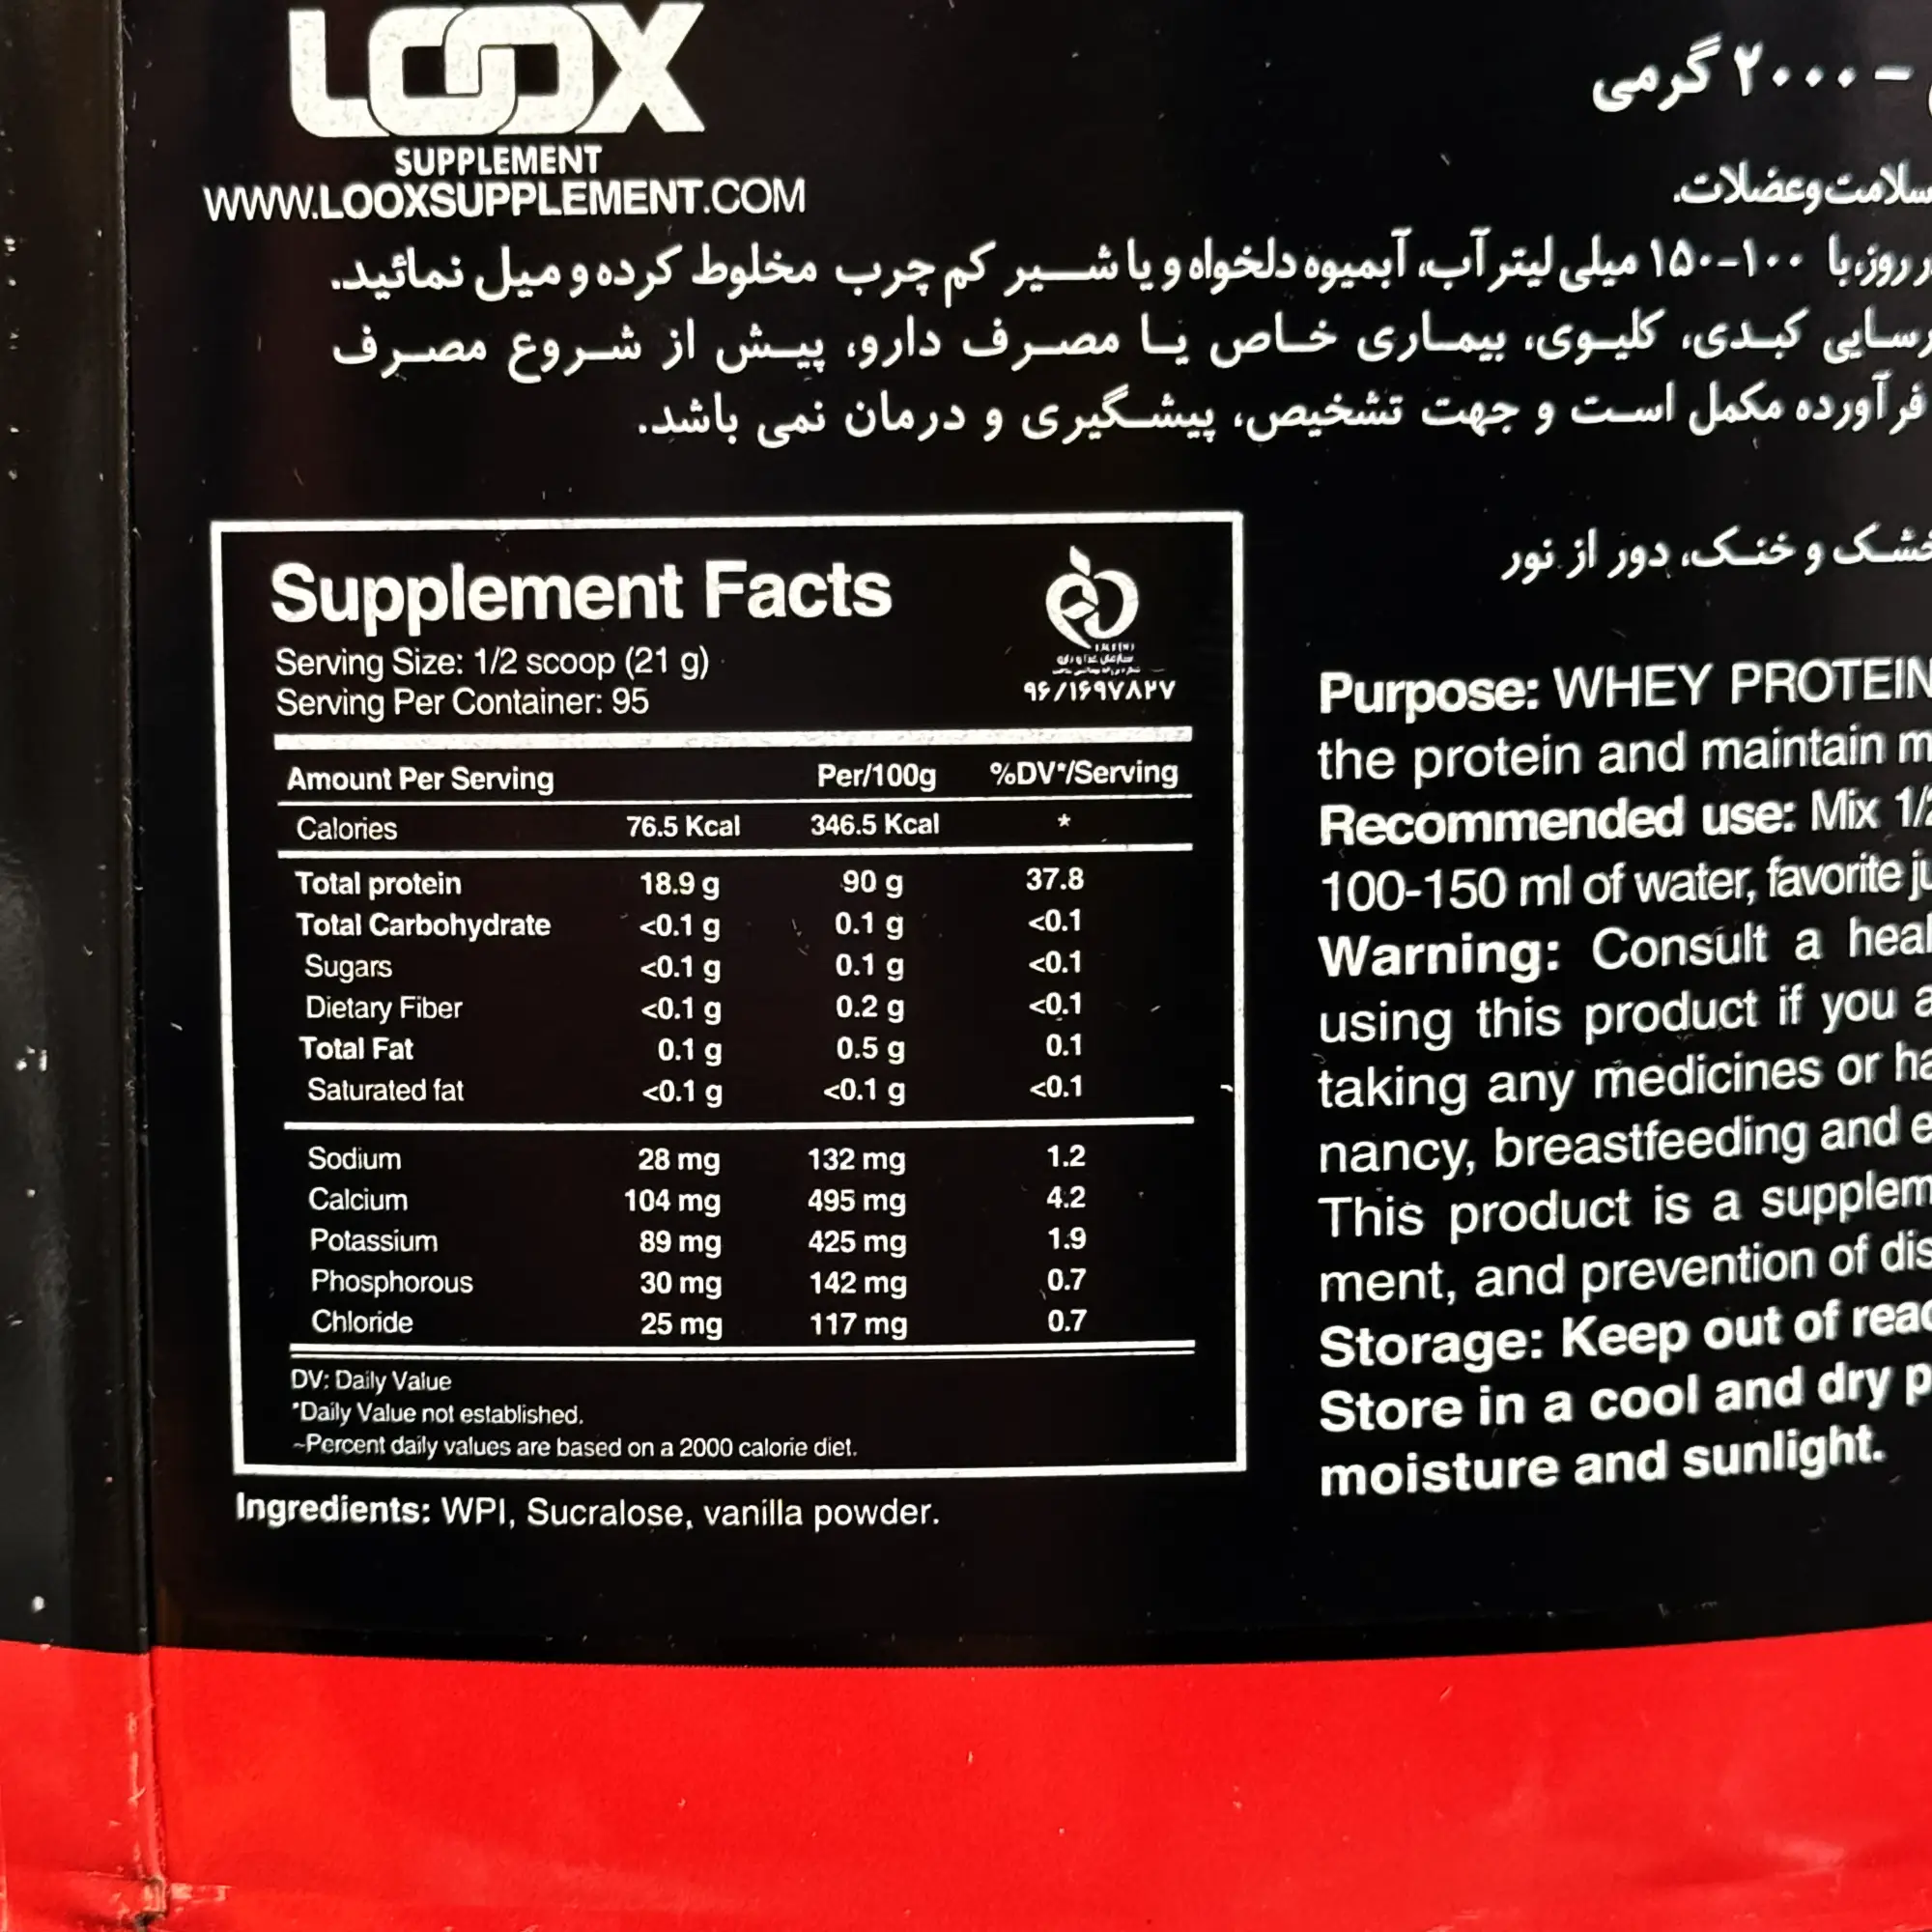 LOOX
SUPPLEMENT
WWW.LOOXSUPPLEMENT.COM
– ۲۰۰۰ گرمی
سلامت وعضلات.
روز،با ۱۰۰-۱۵۰ میلی لیتر آب، آبمیوه دلخواه و یا شیر کم چرب مخلوط کرده و میل نمائید.
کبدی، کلیوی، بیماری خاص یا مصرف دارو، پیش از شروع مصرف
فرآورده مکمل است و جهت تشخیص، پیشگیری و درمان نمی باشد.
و خنک، دور از نور
Supplement Facts
Serving Size: 1/2 scoop (21 g)
Serving Per Container: 95
۹۶/۱۶۹۷۸۲۷
Amount Per Serving Per/100g %DV*/Serving
Calories 76.5 Kcal 346.5 Kcal *
Total protein 18.9 g 90 g 37.8
Total Carbohydrate <0.1 g 0.1 g <0.1
Sugars <0.1 g 0.1 g <0.1
Dietary Fiber <0.1 g 0.2 g <0.1
Total Fat 0.1 g 0.5 g 0.1
Saturated fat <0.1 g <0.1 g <0.1
Sodium 28 mg 132 mg 1.2
Calcium 104 mg 495 mg 4.2
Potassium 89 mg 425 mg 1.9
Phosphorous 30 mg 142 mg 0.7
Chloride 25 mg 117 mg 0.7
DV: Daily Value
*Daily Value not established.
~Percent daily values are based on a 2000 calorie diet.
Ingredients: WPI, Sucralose, vanilla powder.
Purpose: WHEY PROTEIN
the protein and maintain
Recommended use: Mix
100-150 ml of water, favorite
Warning: Consult a
using this product if you
taking any medicines or
nancy, breastfeeding and
This product is a
ment, and prevention of
Storage: Keep out of
Store in a cool and dry
moisture and sunlight.